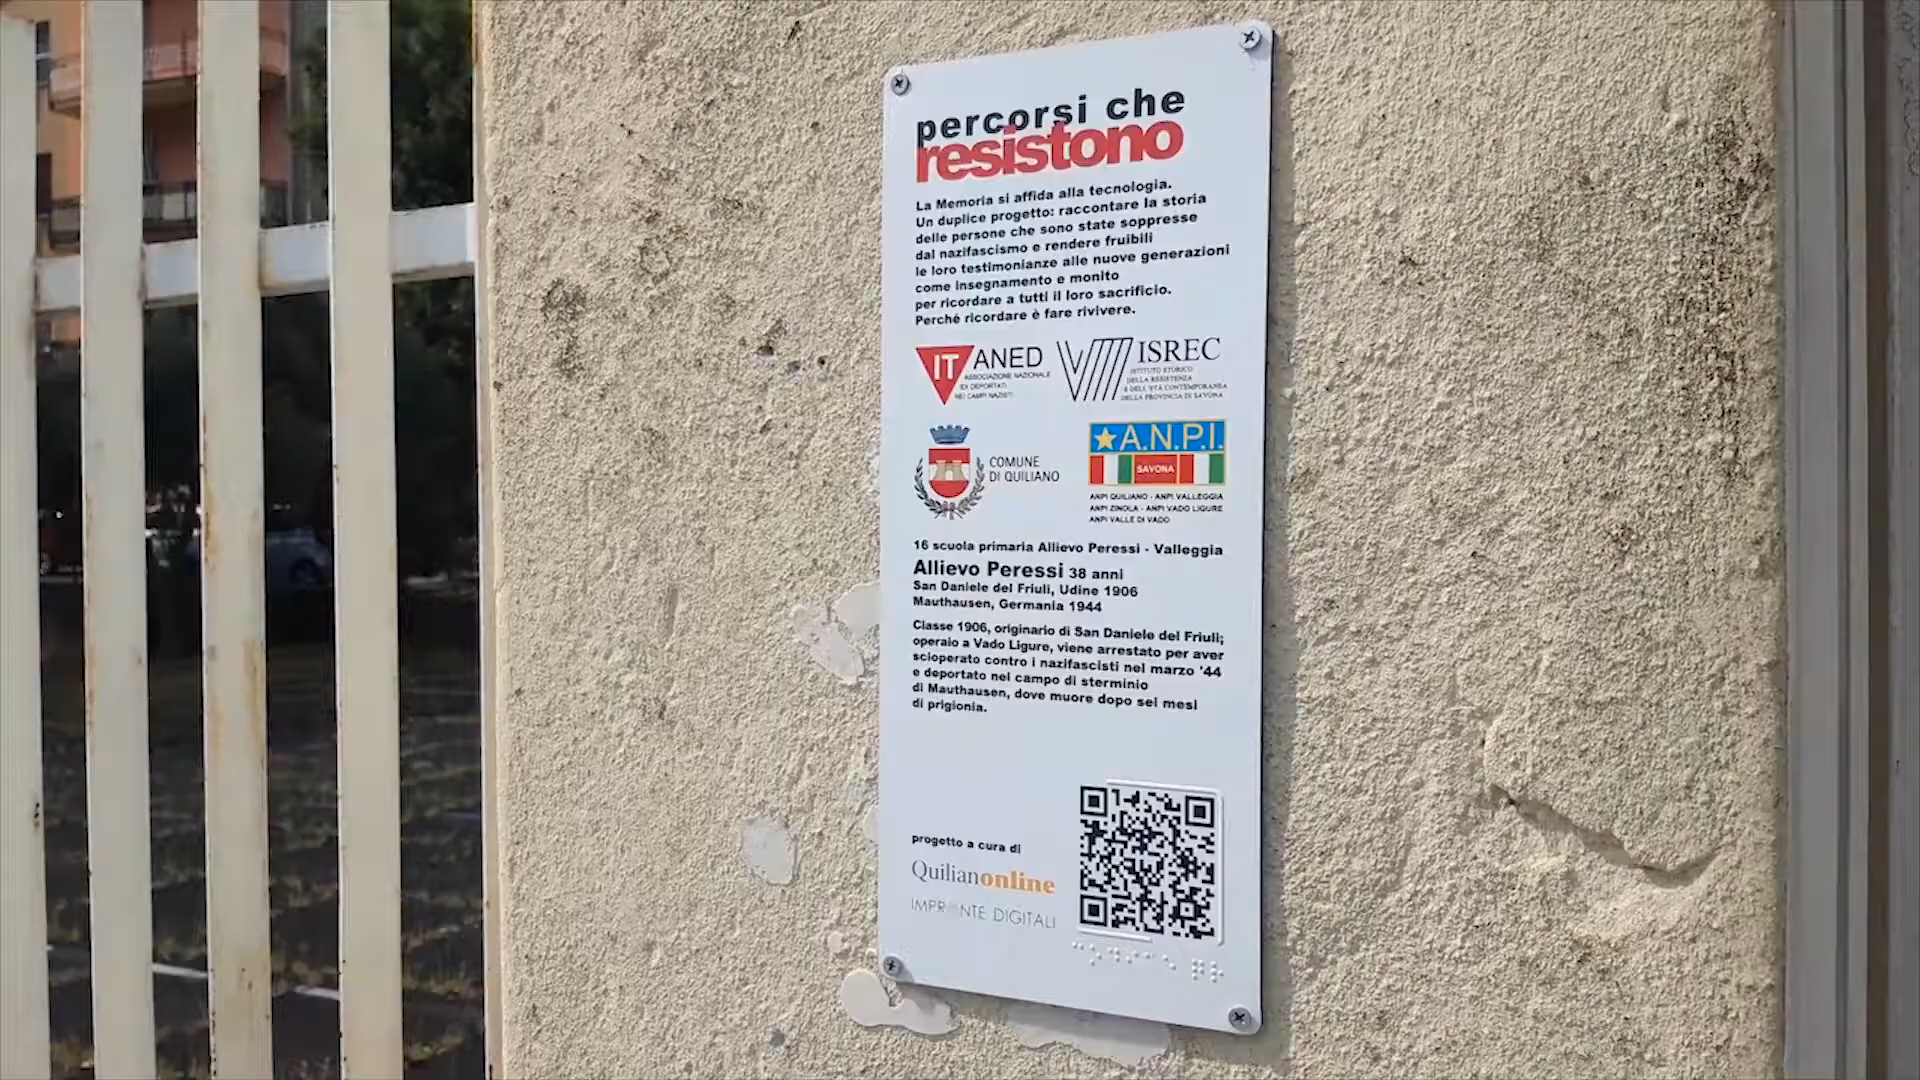 percorsi che
resistono
La Memoria si affida alla tecnologia.
Un duplice progetto: raccontare la storia
delle persone che sono state soppresse
dal nazifascismo e rendere fruibili
le loro testimonianze alle nuove generazioni
come insegnamento e monito
per ricordare a tutti il loro sacrificio.
Perché ricordare è fare rivivere.
IT ANED
ASSOCIAZIONE NAZIONALE
EX DEPORTATI
NEI CAMPI NAZISTI
ISREC
ISTITUTO STORICO
DELLA RESISTENZA
E DELL'ETÀ CONTEMPORANEA
DELLA PROVINCIA DI SAVONA
COMUNE
DI QUILIANO
A.N.P.I.
SAVONA
ANPI QUILIANO - ANPI VALLEGGIA
ANPI ZINOLA - ANPI VADO LIGURE
ANPI VALLE DI VADO
16 scuola primaria Allievo Peressi - Valleggia
Allievo Peressi 38 anni
San Daniele del Friuli, Udine 1906
Mauthausen, Germania 1944
Classe 1906, originario di San Daniele del Friuli;
operaio a Vado Ligure, viene arrestato per aver
scioperato contro i nazifascisti nel marzo '44
e deportato nel campo di sterminio
di Mauthausen, dove muore dopo sei mesi
di prigionia.
progetto a cura di
Quilianonline
IMPRONTE DIGITALI